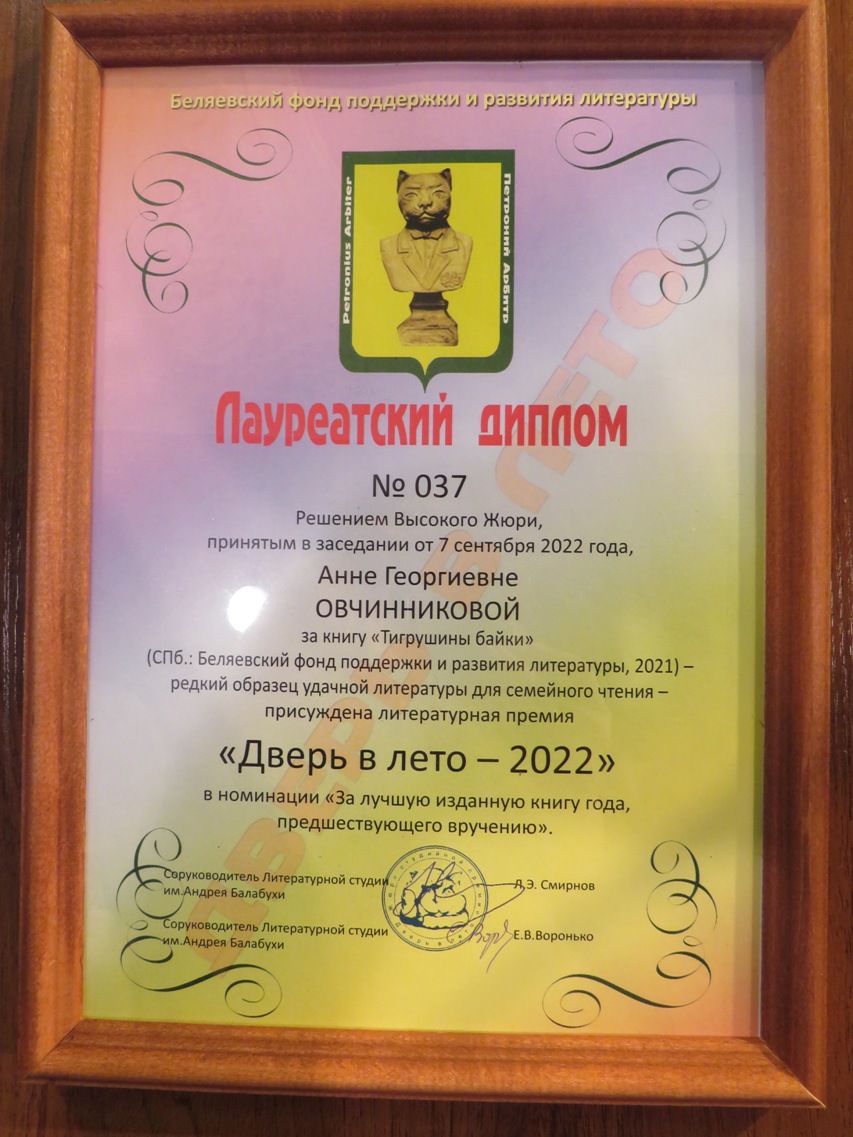 Беляевский фонд поддержки и развития литературы
Petronius Arbiter
Петроний Арбитр
ДВЕРЬ В ЛЕТО
Лауреатский диплом
№ 037
Решением Высокого Жюри,
принятым в заседании от 7 сентября 2022 года,
Анне Георгиевне
ОВЧИННИКОВОЙ
за книгу «Тигрушины байки»
(СПб.: Беляевский фонд поддержки и развития литературы, 2021) –
редкий образец удачной литературы для семейного чтения –
присуждена литературная премия
«Дверь в лето – 2022»
в номинации «За лучшую изданную книгу года,
предшествующего вручению».
Соруководитель Литературной студии
им.Андрея Балабухи
Д.Э. Смирнов
Соруководитель Литературной студии
им.Андрея Балабухи
Е.В.Воронько